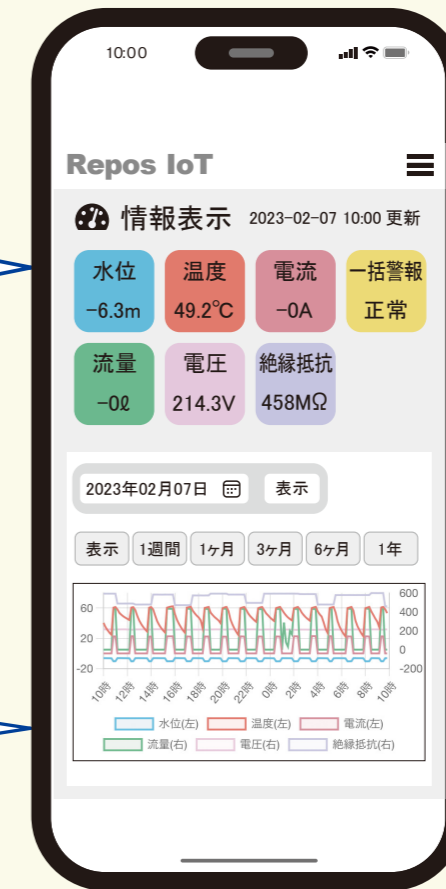 10:00
Repos IoT
情報表示 2023-02-07 10:00 更新
水位 温度 電流 一括警報
-6.3m 49.2℃ -0A 正常
流量 電圧 絶縁抵抗
-0ℓ 214.3V 458MΩ
2023年02月07日 表示
表示 1週間 1ヶ月 3ヶ月 6ヶ月 1年
60 20 -20
600 400 200 0 -200
10時 12時 14時 16時 18時 20時 22時 0時 2時 4時 6時 8時 10時
水位(左) 温度(左) 電流(左)
流量(右) 電圧(右) 絶縁抵抗(右)